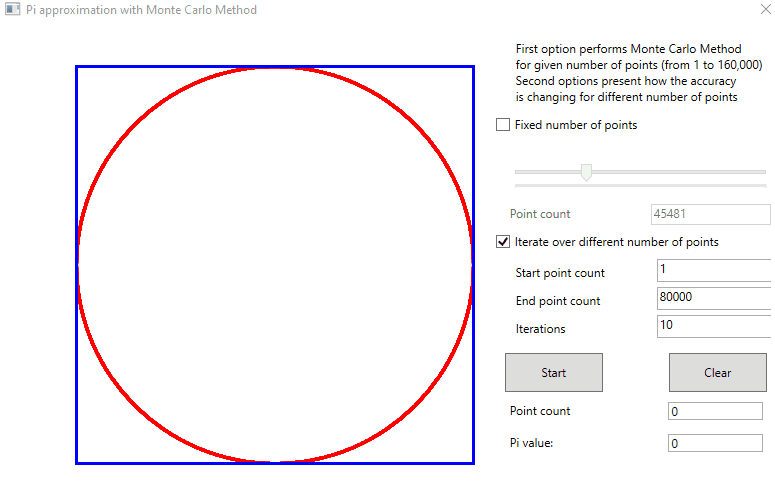 Pi approximation with Monte Carlo Method
First option performs Monte Carlo Method
for given number of points (from 1 to 160,000)
Second options present how the accuracy
is changing for different number of points
Fixed number of points
Point count 45481
Iterate over different number of points
Start point count 1
End point count 80000
Iterations 10
Start Clear
Point count 0
Pi value: 0